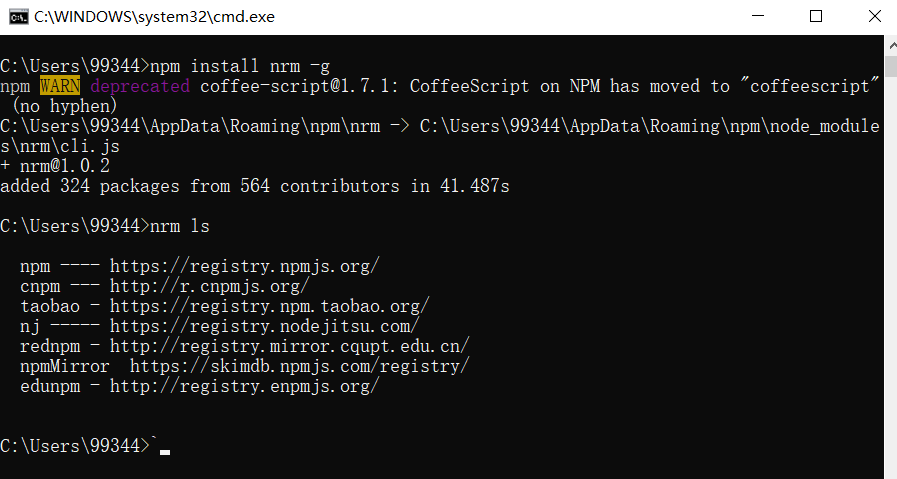 C:\WINDOWS\system32\cmd.exe
C:\Users\99344>npm install nrm -g
npm WARN deprecated coffee-script@1.7.1: CoffeeScript on NPM has moved to "coffeescript"
(no hyphen)
C:\Users\99344\AppData\Roaming\npm\nrm -> C:\Users\99344\AppData\Roaming\npm\node_module
s\nrm\cli.js
+ nrm@1.0.2
added 324 packages from 564 contributors in 41.487s
C:\Users\99344>nrm ls
npm ---- https://registry.npmjs.org/
cnpm --- http://r.cnpmjs.org/
taobao - https://registry.npm.taobao.org/
nj ----- https://registry.nodejitsu.com/
rednpm - http://registry.mirror.cqupt.edu.cn/
npmMirror  https://skimdb.npmjs.com/registry/
edunpm - http://registry.enpmjs.org/
C:\Users\99344>`